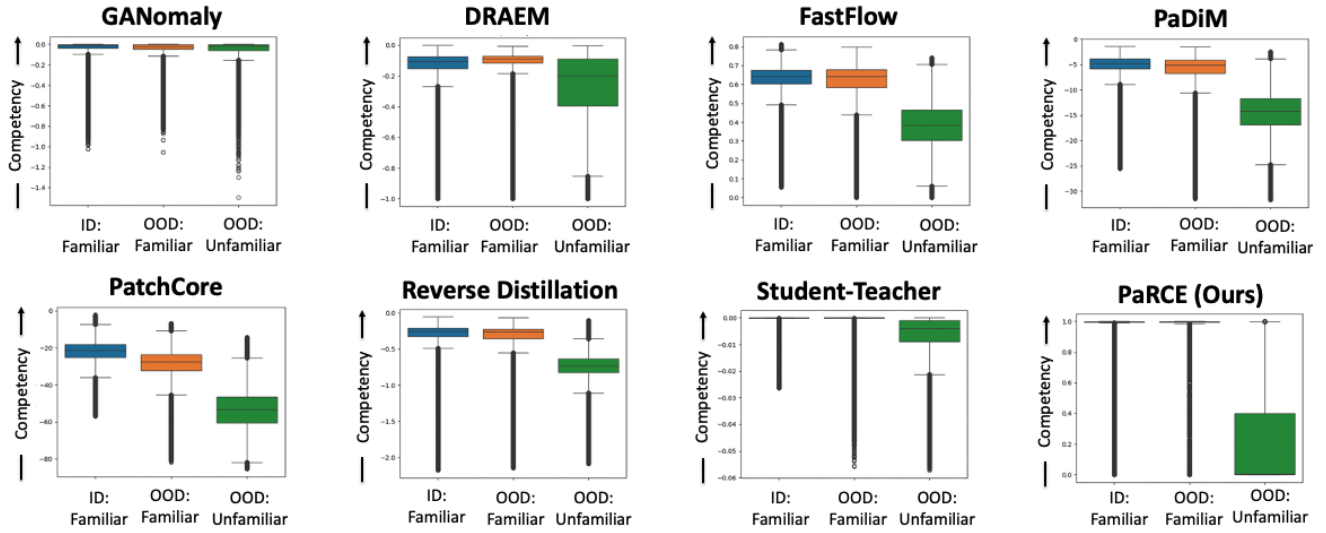 GANomaly
DRAEM
FastFlow
PaDiM
Competency
0.0
−0.2
−0.4
−0.6
−0.8
−1.0
−1.2
−1.4
ID:
Familiar
OOD:
Familiar
OOD:
Unfamiliar
Competency
0.0
−0.2
−0.4
−0.6
−0.8
−1.0
ID:
Familiar
OOD:
Familiar
OOD:
Unfamiliar
Competency
0.8
0.7
0.6
0.5
0.4
0.3
0.2
0.1
0.0
ID:
Familiar
OOD:
Familiar
OOD:
Unfamiliar
Competency
0
−5
−10
−15
−20
−25
−30
ID:
Familiar
OOD:
Familiar
OOD:
Unfamiliar
PatchCore
Reverse Distillation
Student-Teacher
PaRCE (Ours)
Competency
0
−20
−40
−60
−80
ID:
Familiar
OOD:
Familiar
OOD:
Unfamiliar
Competency
0.0
−0.5
−1.0
−1.5
−2.0
ID:
Familiar
OOD:
Familiar
OOD:
Unfamiliar
Competency
0.00
−0.01
−0.02
−0.03
−0.04
−0.05
−0.06
ID:
Familiar
OOD:
Familiar
OOD:
Unfamiliar
Competency
1.0
0.8
0.6
0.4
0.2
0.0
ID:
Familiar
OOD:
Familiar
OOD:
Unfamiliar